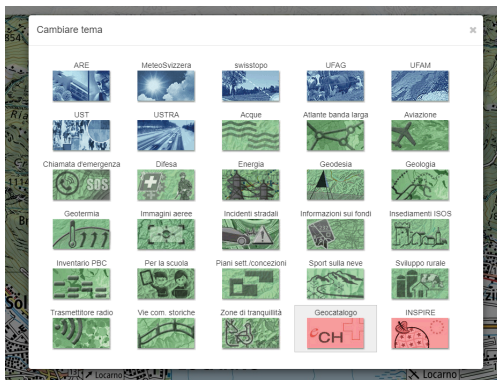 Cambiare tema ×
ARE MeteoSvizzera swisstopo UFAG UFAM
UST USTRA Acque Atlante banda larga Aviazione
Chiamata d'emergenza Difesa Energia Geodesia Geologia
SOS
Geotermia Immagini aeree Incidenti stradali Informazioni sui fondi Insediamenti ISOS
Inventario PBC Per la scuola Piani sett./concezioni Sport sulla neve Sviluppo rurale
Trasmettitore radio Vie com. storiche Zone di tranquillità Geocatalogo INSPIRE
eCH
Locarno Locarno